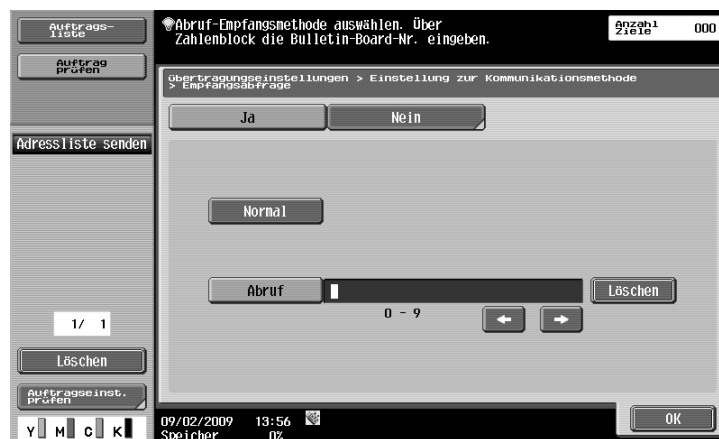 Auftrags-
liste
Auftrag
prüfen
Abruf-Empfangsmethode auswählen. Über
Zahlenblock die Bulletin-Board-Nr. eingeben.
Anzahl
Ziele
000
Übertragungseinstellungen > Einstellung zur Kommunikationsmethode
> Empfangsabfrage
Ja
Nein
Adressliste senden
Normal
Abruf
Löschen
0 - 9
1/ 1
Löschen
Auftragseinst.
prüfen
Y M C K
09/02/2009 13:56
Speicher 0%
OK